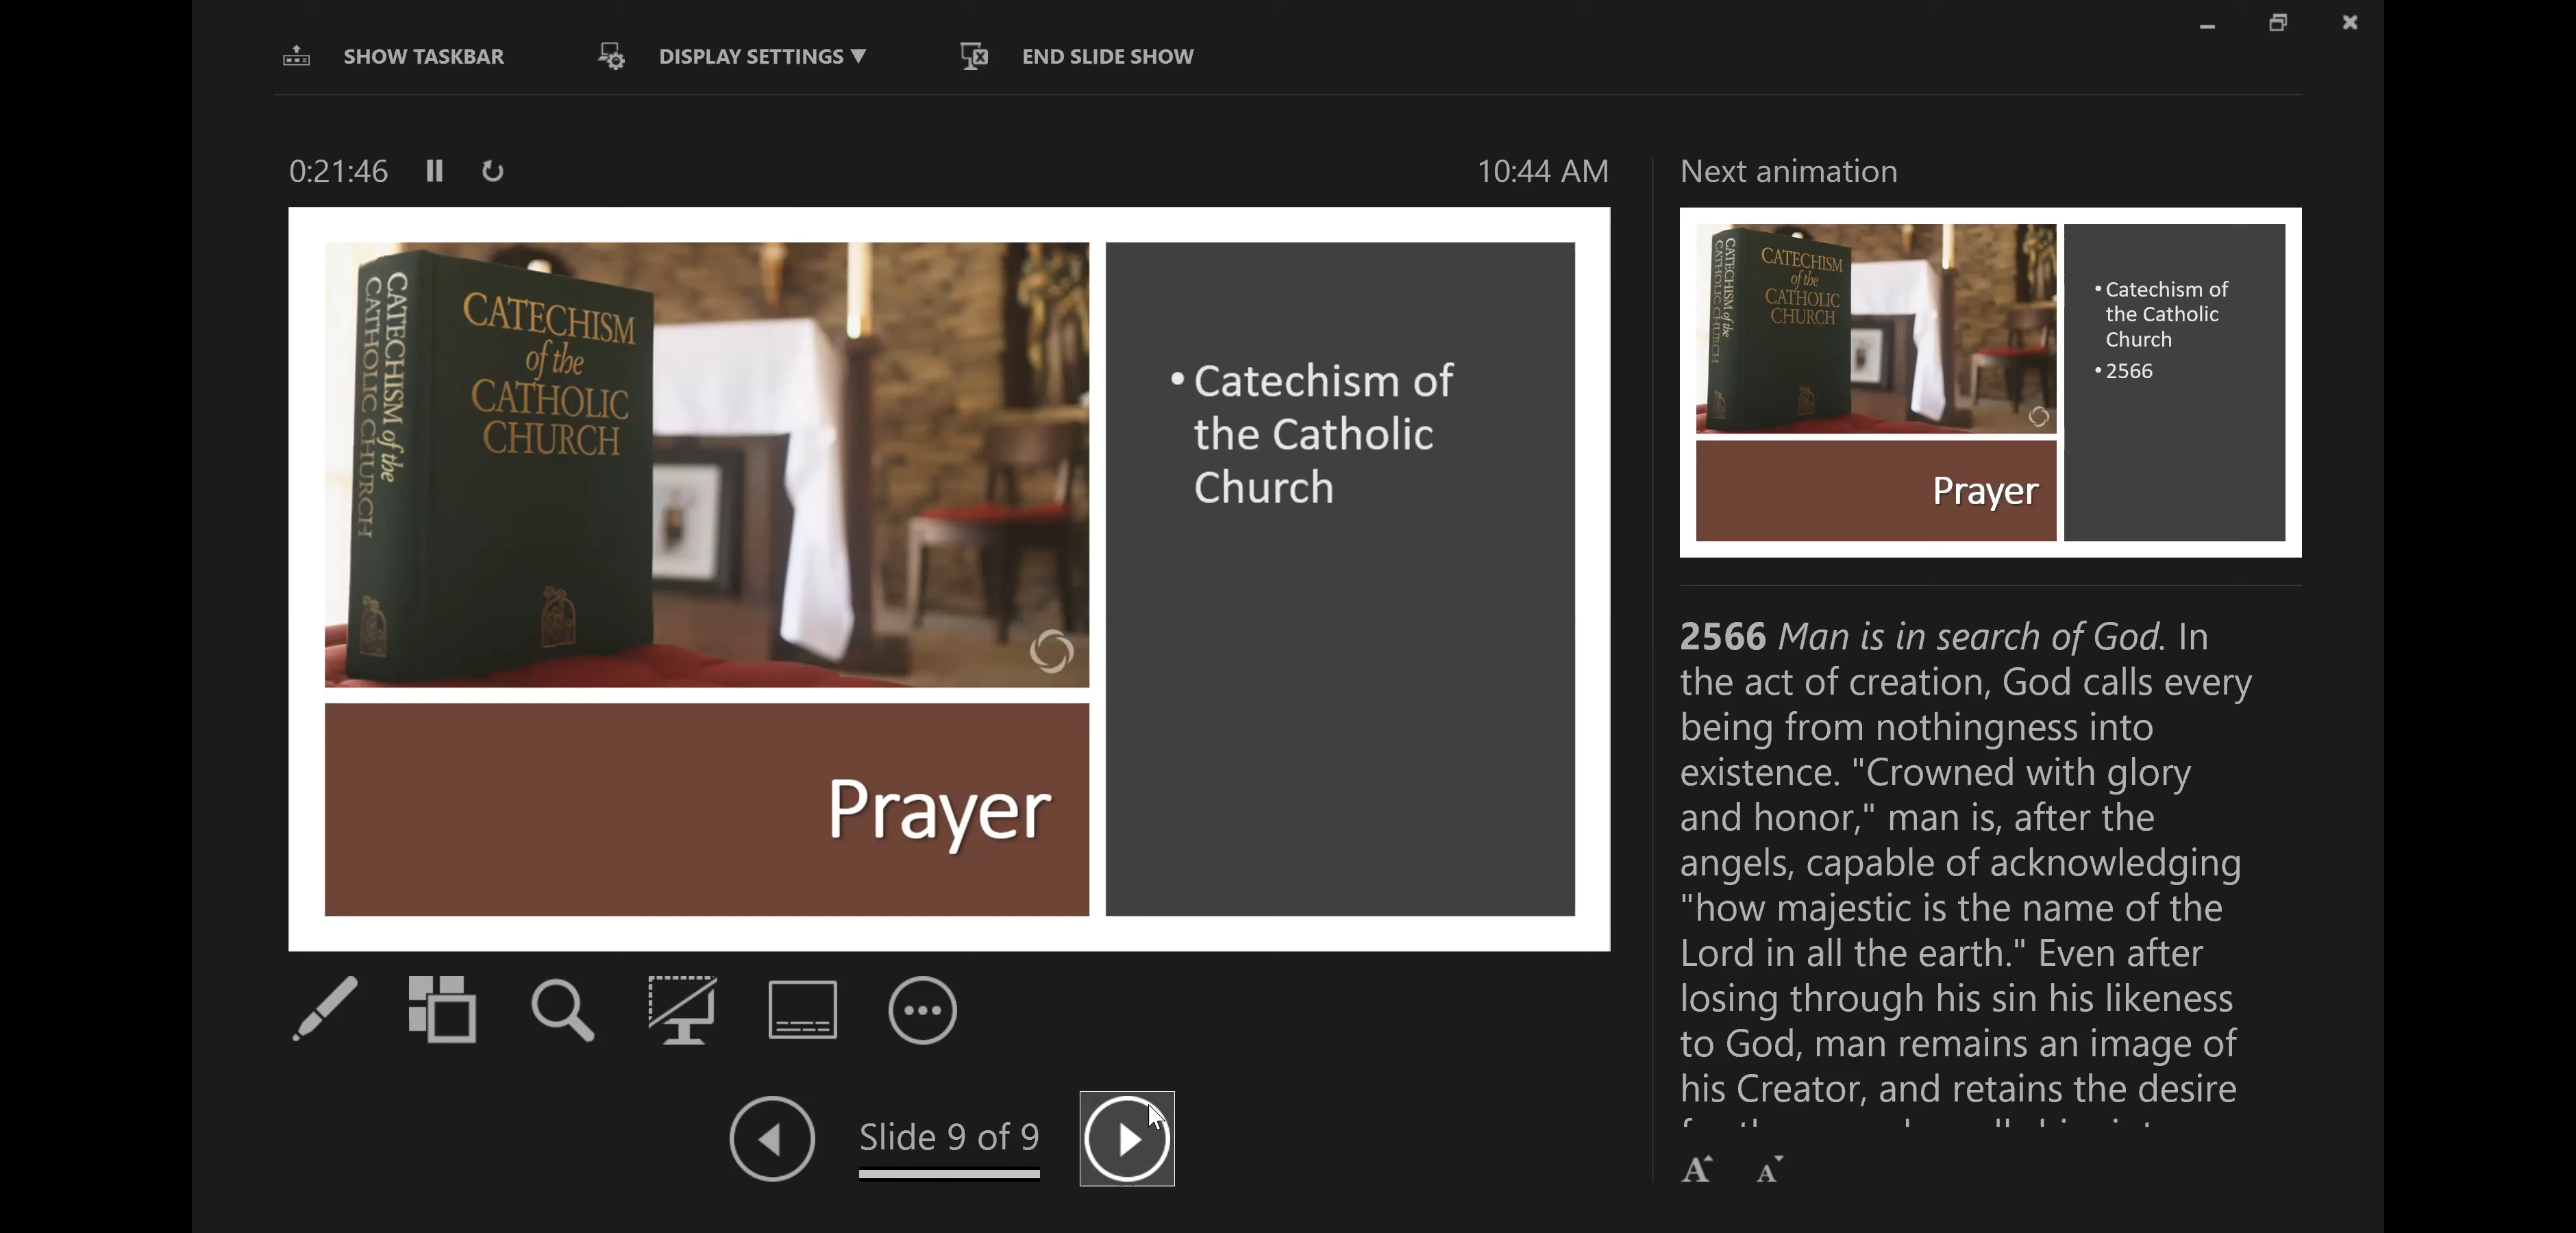 SHOW TASKBAR
DISPLAY SETTINGS ▼
END SLIDE SHOW
0:21:46
10:44 AM
CATECHISM of the
CATHOLIC CHURCH
CATECHISM
of the
CATHOLIC
CHURCH
Prayer
• Catechism of
the Catholic
Church
Slide 9 of 9
Next animation
CATECHISM of the
CATHOLIC CHURCH
CATECHISM
of the
CATHOLIC
CHURCH
Prayer
• Catechism of
the Catholic
Church
• 2566
2566 Man is in search of God. In
the act of creation, God calls every
being from nothingness into
existence. "Crowned with glory
and honor," man is, after the
angels, capable of acknowledging
"how majestic is the name of the
Lord in all the earth." Even after
losing through his sin his likeness
to God, man remains an image of
his Creator, and retains the desire
A
A